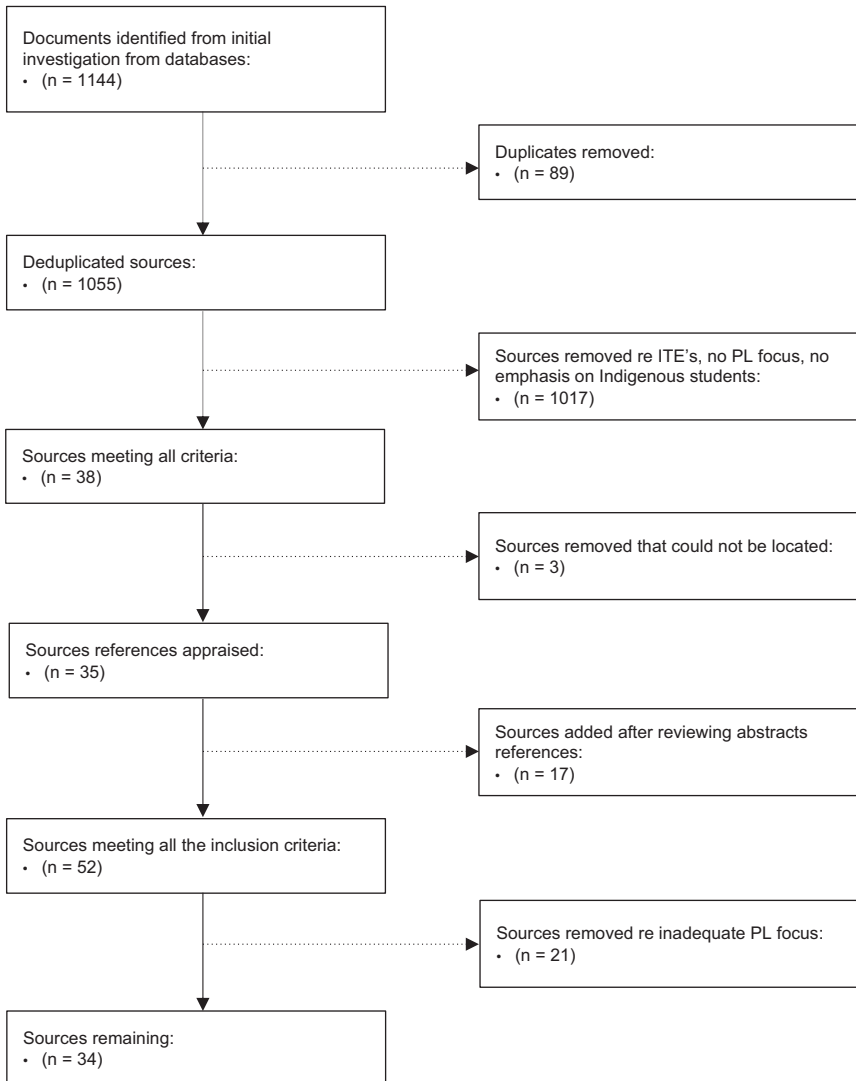 Documents identified from initial
investigation from databases:
• (n = 1144)
Duplicates removed:
• (n = 89)
Deduplicated sources:
• (n = 1055)
Sources removed re ITE's, no PL focus, no
emphasis on Indigenous students:
• (n = 1017)
Sources meeting all criteria:
• (n = 38)
Sources removed that could not be located:
• (n = 3)
Sources references appraised:
• (n = 35)
Sources added after reviewing abstracts
references:
• (n = 17)
Sources meeting all the inclusion criteria:
• (n = 52)
Sources removed re inadequate PL focus:
• (n = 21)
Sources remaining:
• (n = 34)